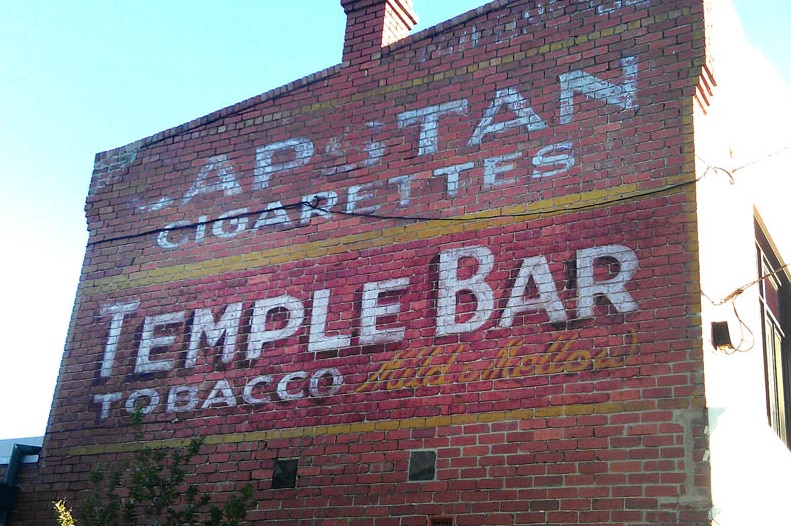 CAPSTAN
CIGARETTES
TEMPLE BAR
TOBACCO Mild & Mellow